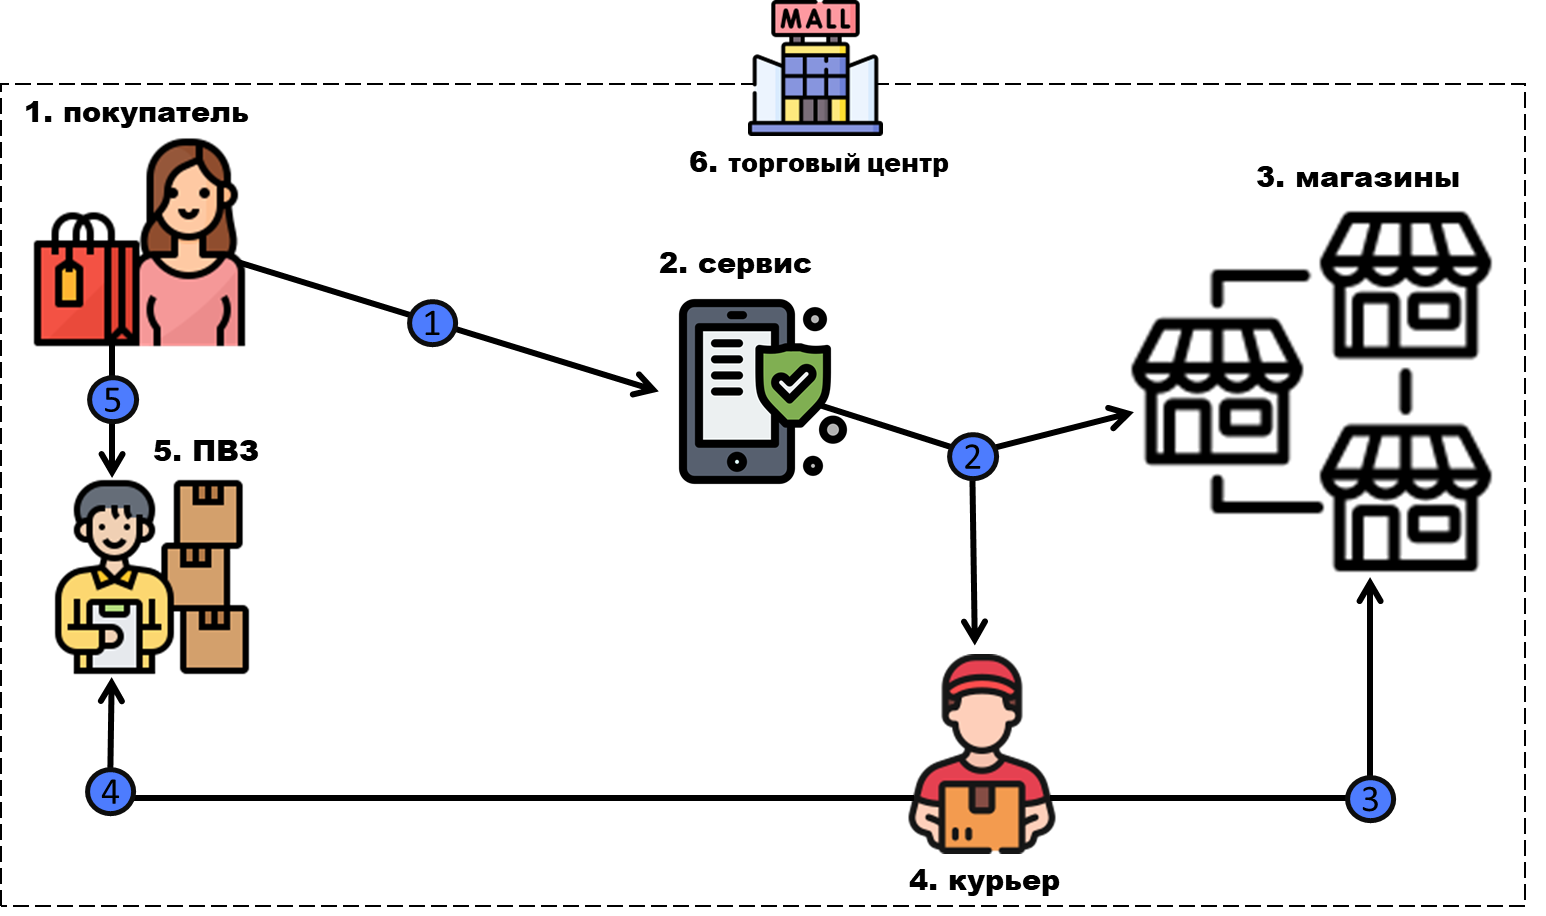 MALL
1. покупатель
6. торговый центр
3. магазины
2. сервис
1
5
5. ПВЗ
2
4
3
4. курьер